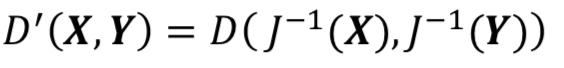 D′(X, Y) = D(J⁻¹(X), J⁻¹(Y))